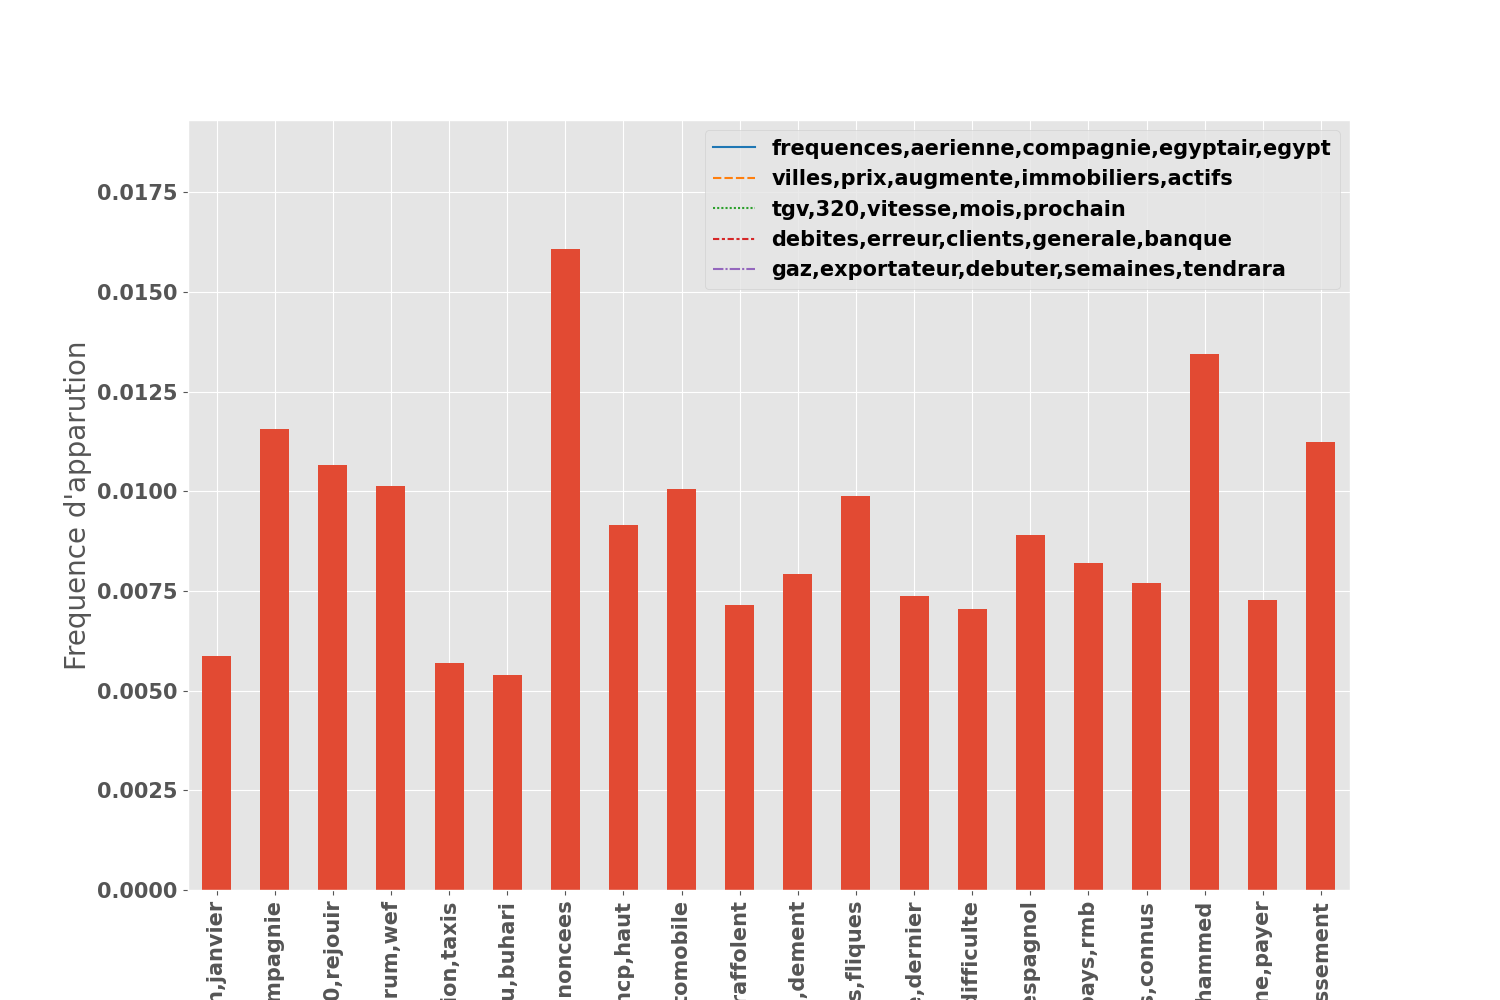 frequences,aerienne,compagnie,egyptair,egypt
villes,prix,augmente,immobiliers,actifs
tgv,320,vitesse,mois,prochain
debites,erreur,clients,generale,banque
gaz,exportateur,debuter,semaines,tendrara
Frequence d'apparution
0.0175
0.0150
0.0125
0.0100
0.0075
0.0050
0.0025
0.0000
n,janvier
mpagnie
0,rejouir
rum,wef
ion,taxis
u,buhari
noncees
ncp,haut
tomobile
raffolent
,dement
s,fliques
e,dernier
difficulte
espagnol
pays,rmb
s,connus
hammed
ne,payer
ssement